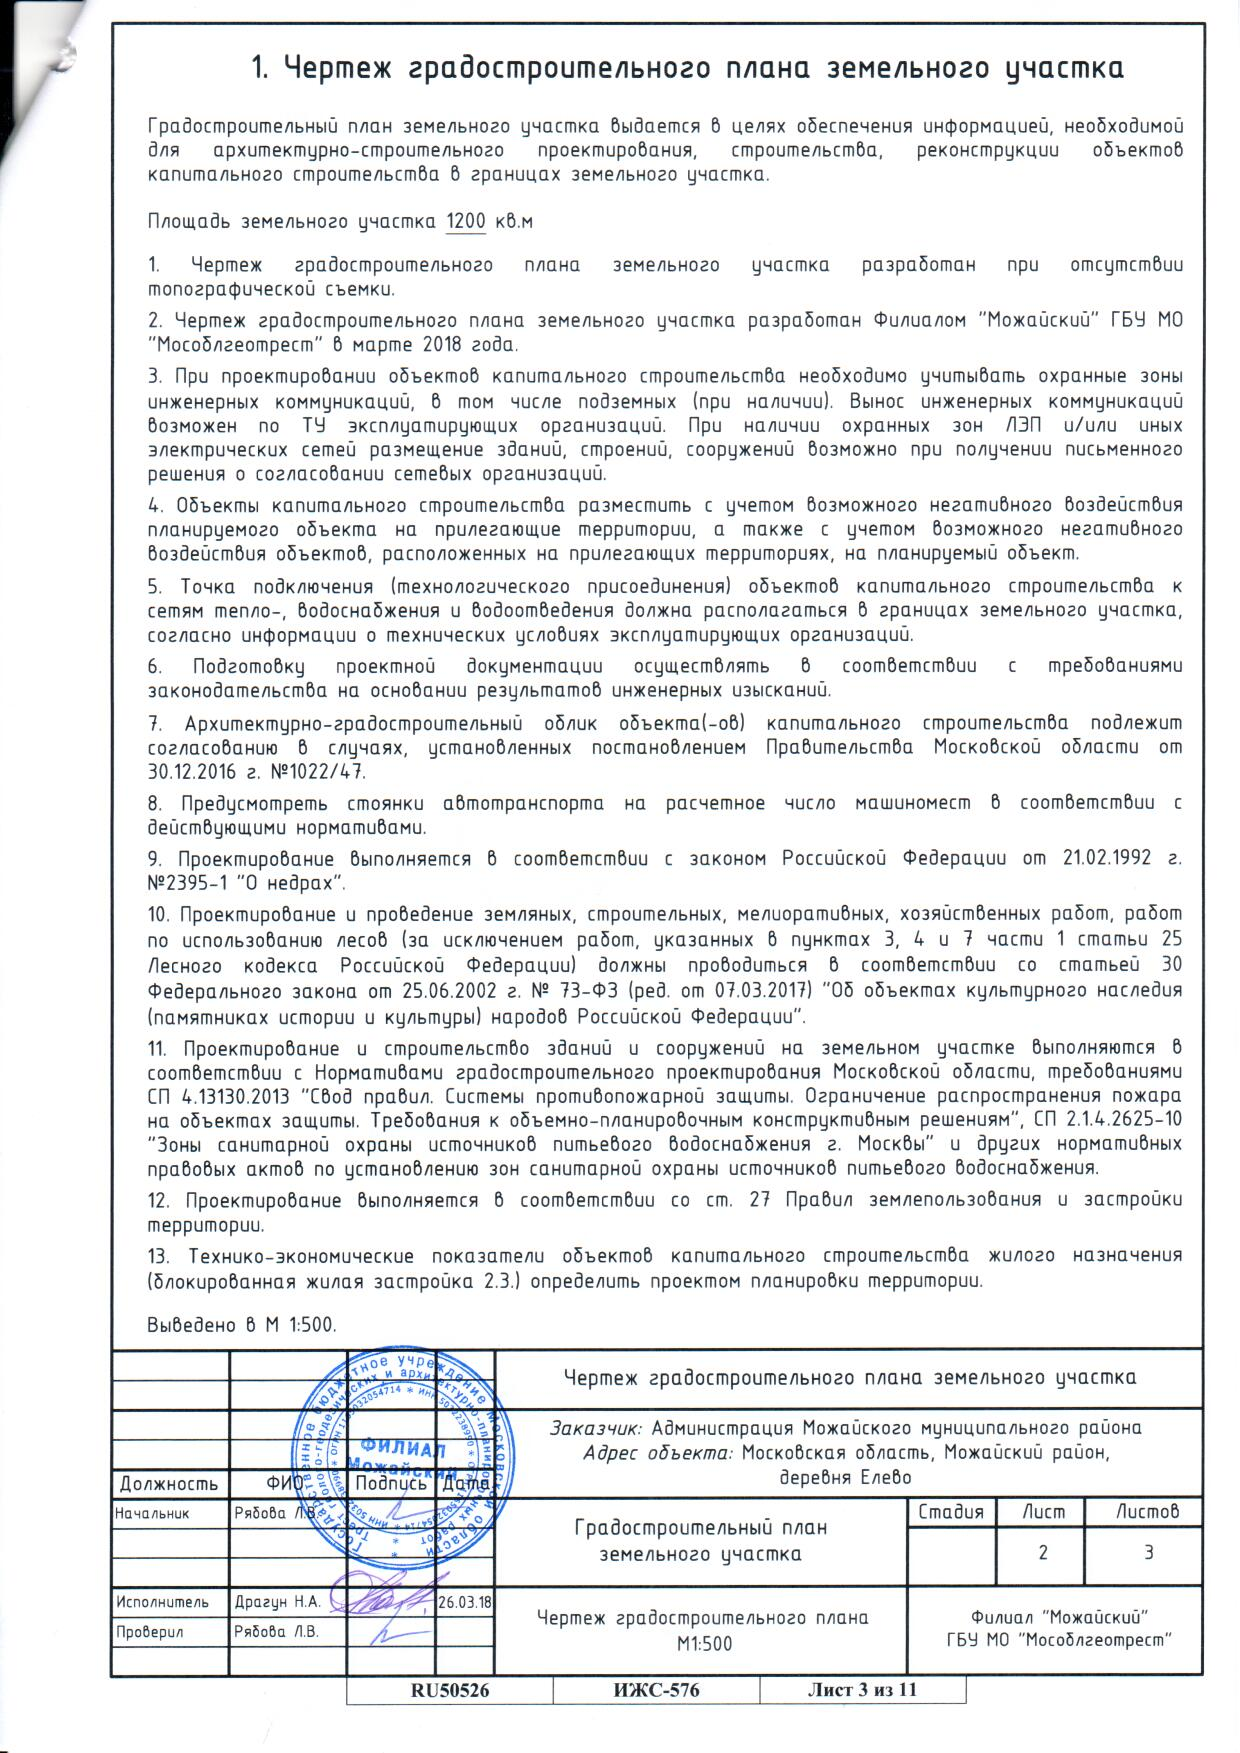 1. Чертеж градостроительного плана земельного участка
Градостроительный план земельного участка выдается в целях обеспечения информацией, необходимой
для архитектурно-строительного проектирования, строительства, реконструкции объектов
капитального строительства в границах земельного участка.
Площадь земельного участка 1200 кв.м
1. Чертеж градостроительного плана земельного участка разработан при отсутствии
топографической съемки.
2. Чертеж градостроительного плана земельного участка разработан Филиалом "Можайский" ГБУ МО
"Мособлгеотрест" в марте 2018 года.
3. При проектировании объектов капитального строительства необходимо учитывать охранные зоны
инженерных коммуникаций, в том числе подземных (при наличии). Вынос инженерных коммуникаций
возможен по ТУ эксплуатирующих организаций. При наличии охранных зон ЛЭП и/или иных
электрических сетей размещение зданий, строений, сооружений возможно при получении письменного
решения о согласовании сетевых организаций.
4. Объекты капитального строительства разместить с учетом возможного негативного воздействия
планируемого объекта на прилегающие территории, а также с учетом возможного негативного
воздействия объектов, расположенных на прилегающих территориях, на планируемый объект.
5. Точка подключения (технологического присоединения) объектов капитального строительства к
сетям тепло-, водоснабжения и водоотведения должна располагаться в границах земельного участка,
согласно информации о технических условиях эксплуатирующих организаций.
6. Подготовку проектной документации осуществлять в соответствии с требованиями
законодательства на основании результатов инженерных изысканий.
7. Архитектурно-градостроительный облик объекта(-ов) капитального строительства подлежит
согласованию в случаях, установленных постановлением Правительства Московской области от
30.12.2016 г. №1022/47.
8. Предусмотреть стоянки автотранспорта на расчетное число машиномест в соответствии с
действующими нормативами.
9. Проектирование выполняется в соответствии с законом Российской Федерации от 21.02.1992 г.
№2395-1 "О недрах".
10. Проектирование и проведение земляных, строительных, мелиоративных, хозяйственных работ, работ
по использованию лесов (за исключением работ, указанных в пунктах 3, 4 и 7 части 1 статьи 25
Лесного кодекса Российской Федерации) должны проводиться в соответствии со статьей 30
Федерального закона от 25.06.2002 г. № 73-ФЗ (ред. от 07.03.2017) "Об объектах культурного наследия
(памятниках истории и культуры) народов Российской Федерации".
11. Проектирование и строительство зданий и сооружений на земельном участке выполняются в
соответствии с Нормативами градостроительного проектирования Московской области, требованиями
СП 4.13130.2013 "Свод правил. Системы противопожарной защиты. Ограничение распространения пожара
на объектах защиты. Требования к объемно-планировочным конструктивным решениям", СП 2.1.4.2625-10
"Зоны санитарной охраны источников питьевого водоснабжения г. Москвы" и других нормативных
правовых актов по установлению зон санитарной охраны источников питьевого водоснабжения.
12. Проектирование выполняется в соответствии со ст. 27 Правил землепользования и застройки
территории.
13. Технико-экономические показатели объектов капитального строительства жилого назначения
(блокированная жилая застройка 2.3.) определить проектом планировки территории.
Выведено в М 1:500.
Чертеж градостроительного плана земельного участка
Заказчик: Администрация Можайского муниципального района
Адрес объекта: Московская область, Можайский район,
деревня Елево
Государственное бюджетное учреждение Московской области
ФИЛИАЛ
Можайский
Должность ФИО Подпись Дата
Начальник Рябова Л.В.
Градостроительный план
земельного участка
Стадия Лист Листов
2 3
Исполнитель Драгун Н.А. 26.03.18
Проверил Рябова Л.В.
Чертеж градостроительного плана
М1:500
Филиал "Можайский"
ГБУ МО "Мособлгеотрест"
RU50526 ИЖС-576 Лист 3 из 11